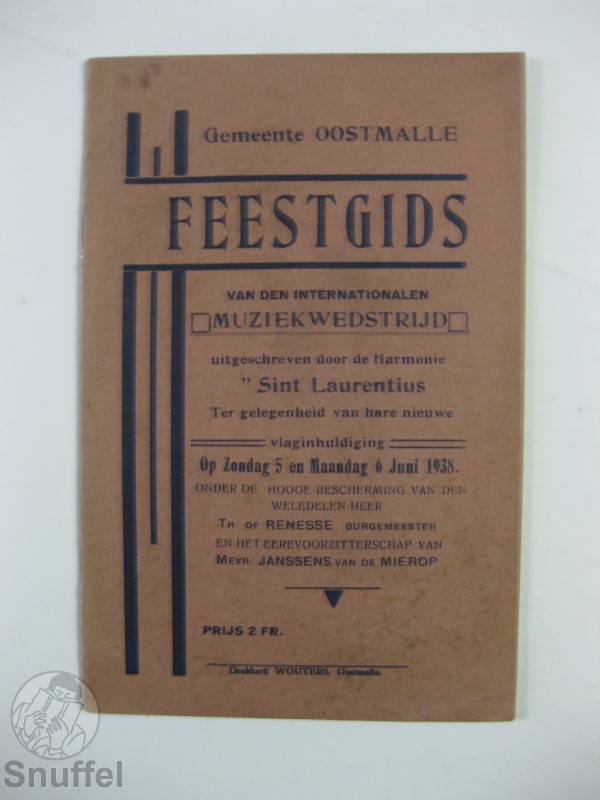 Gemeente OOSTMALLE
FEESTGIDS
VAN DEN INTERNATIONALEN
MUZIEKWEDSTRIJD
uitgeschreven door de Harmonie
" Sint Laurentius
Ter gelegenheid van hare nieuwe
vlaginhuldiging
Op Zondag 5 en Maandag 6 Juni 1938.
ONDER DE HOOGE BESCHERMING VAN DEN
WELEDELEN HEER
TH DE RENESSE BURGEMEESTER
EN HET EEREVOORZITTERSCHAP VAN
MEVR. JANSSENS VAN DE MIEROP
PRIJS 2 FR.
Drukkerij WOUTERS, Oostmalle.
Snuffel